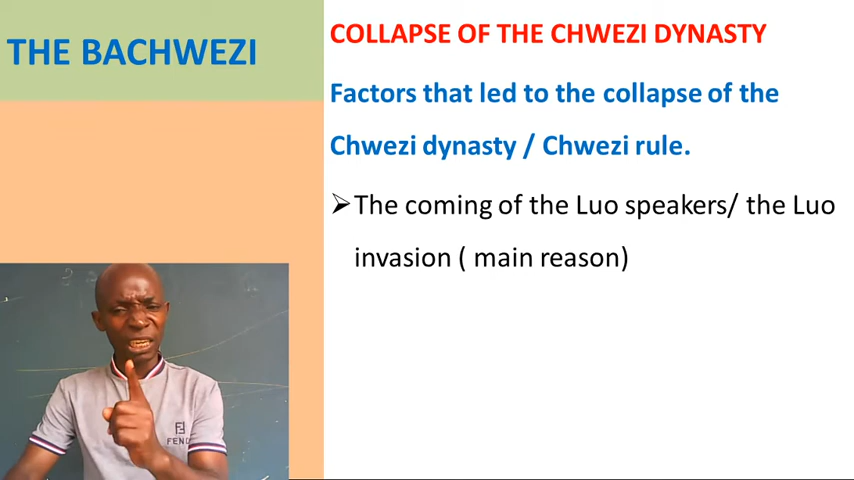 THE BACHWEZI
COLLAPSE OF THE CHWEZI DYNASTY
Factors that led to the collapse of the
Chwezi dynasty / Chwezi rule.
➢The coming of the Luo speakers/ the Luo
invasion ( main reason)
FENDI